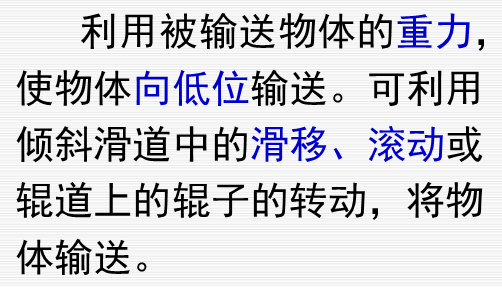 利用被输送物体的重力，
使物体向低位输送。可利用
倾斜滑道中的滑移、滚动或
辊道上的辊子的转动，将物
体输送。